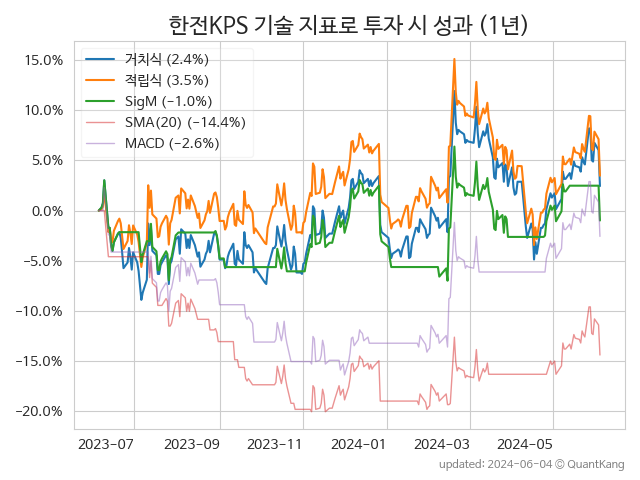 한전KPS 기술 지표로 투자 시 성과 (1년)
거치식 (2.4%)
적립식 (3.5%)
SigM (−1.0%)
SMA(20) (−14.4%)
MACD (−2.6%)
15.0%
10.0%
5.0%
0.0%
−5.0%
−10.0%
−15.0%
−20.0%
2023-07
2023-09
2023-11
2024-01
2024-03
2024-05
updated: 2024-06-04 © QuantKang